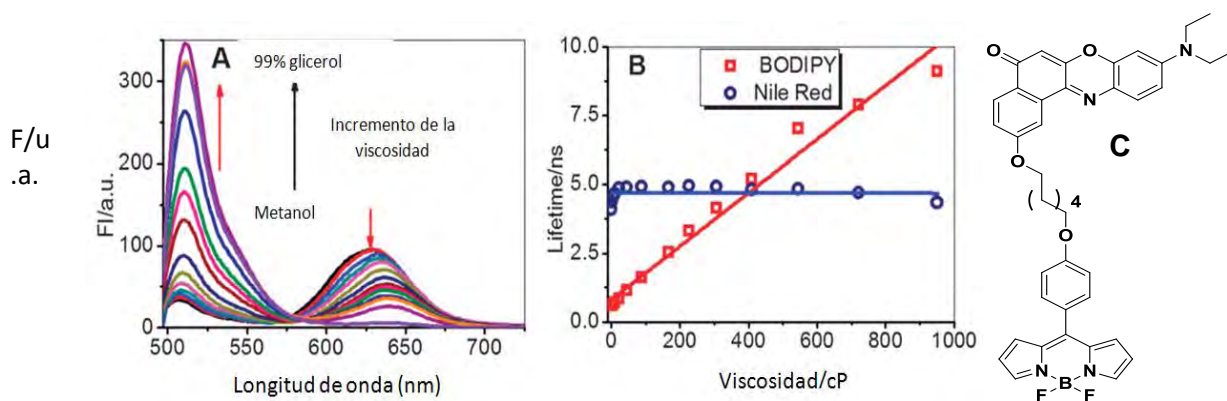 F/u
.a.
FI/a.u.
300
200
100
0
A
99% glicerol
Incremento de la
viscosidad
Metanol
500
550
600
650
700
Longitud de onda (nm)
Lifetime/ns
10.0
7.5
5.0
2.5
0.0
B
BODIPY
Nile Red
0
200
400
600
800
1000
Viscosidad/cP
O
O
N
N
C
O
4
O
N
B
N
F
F